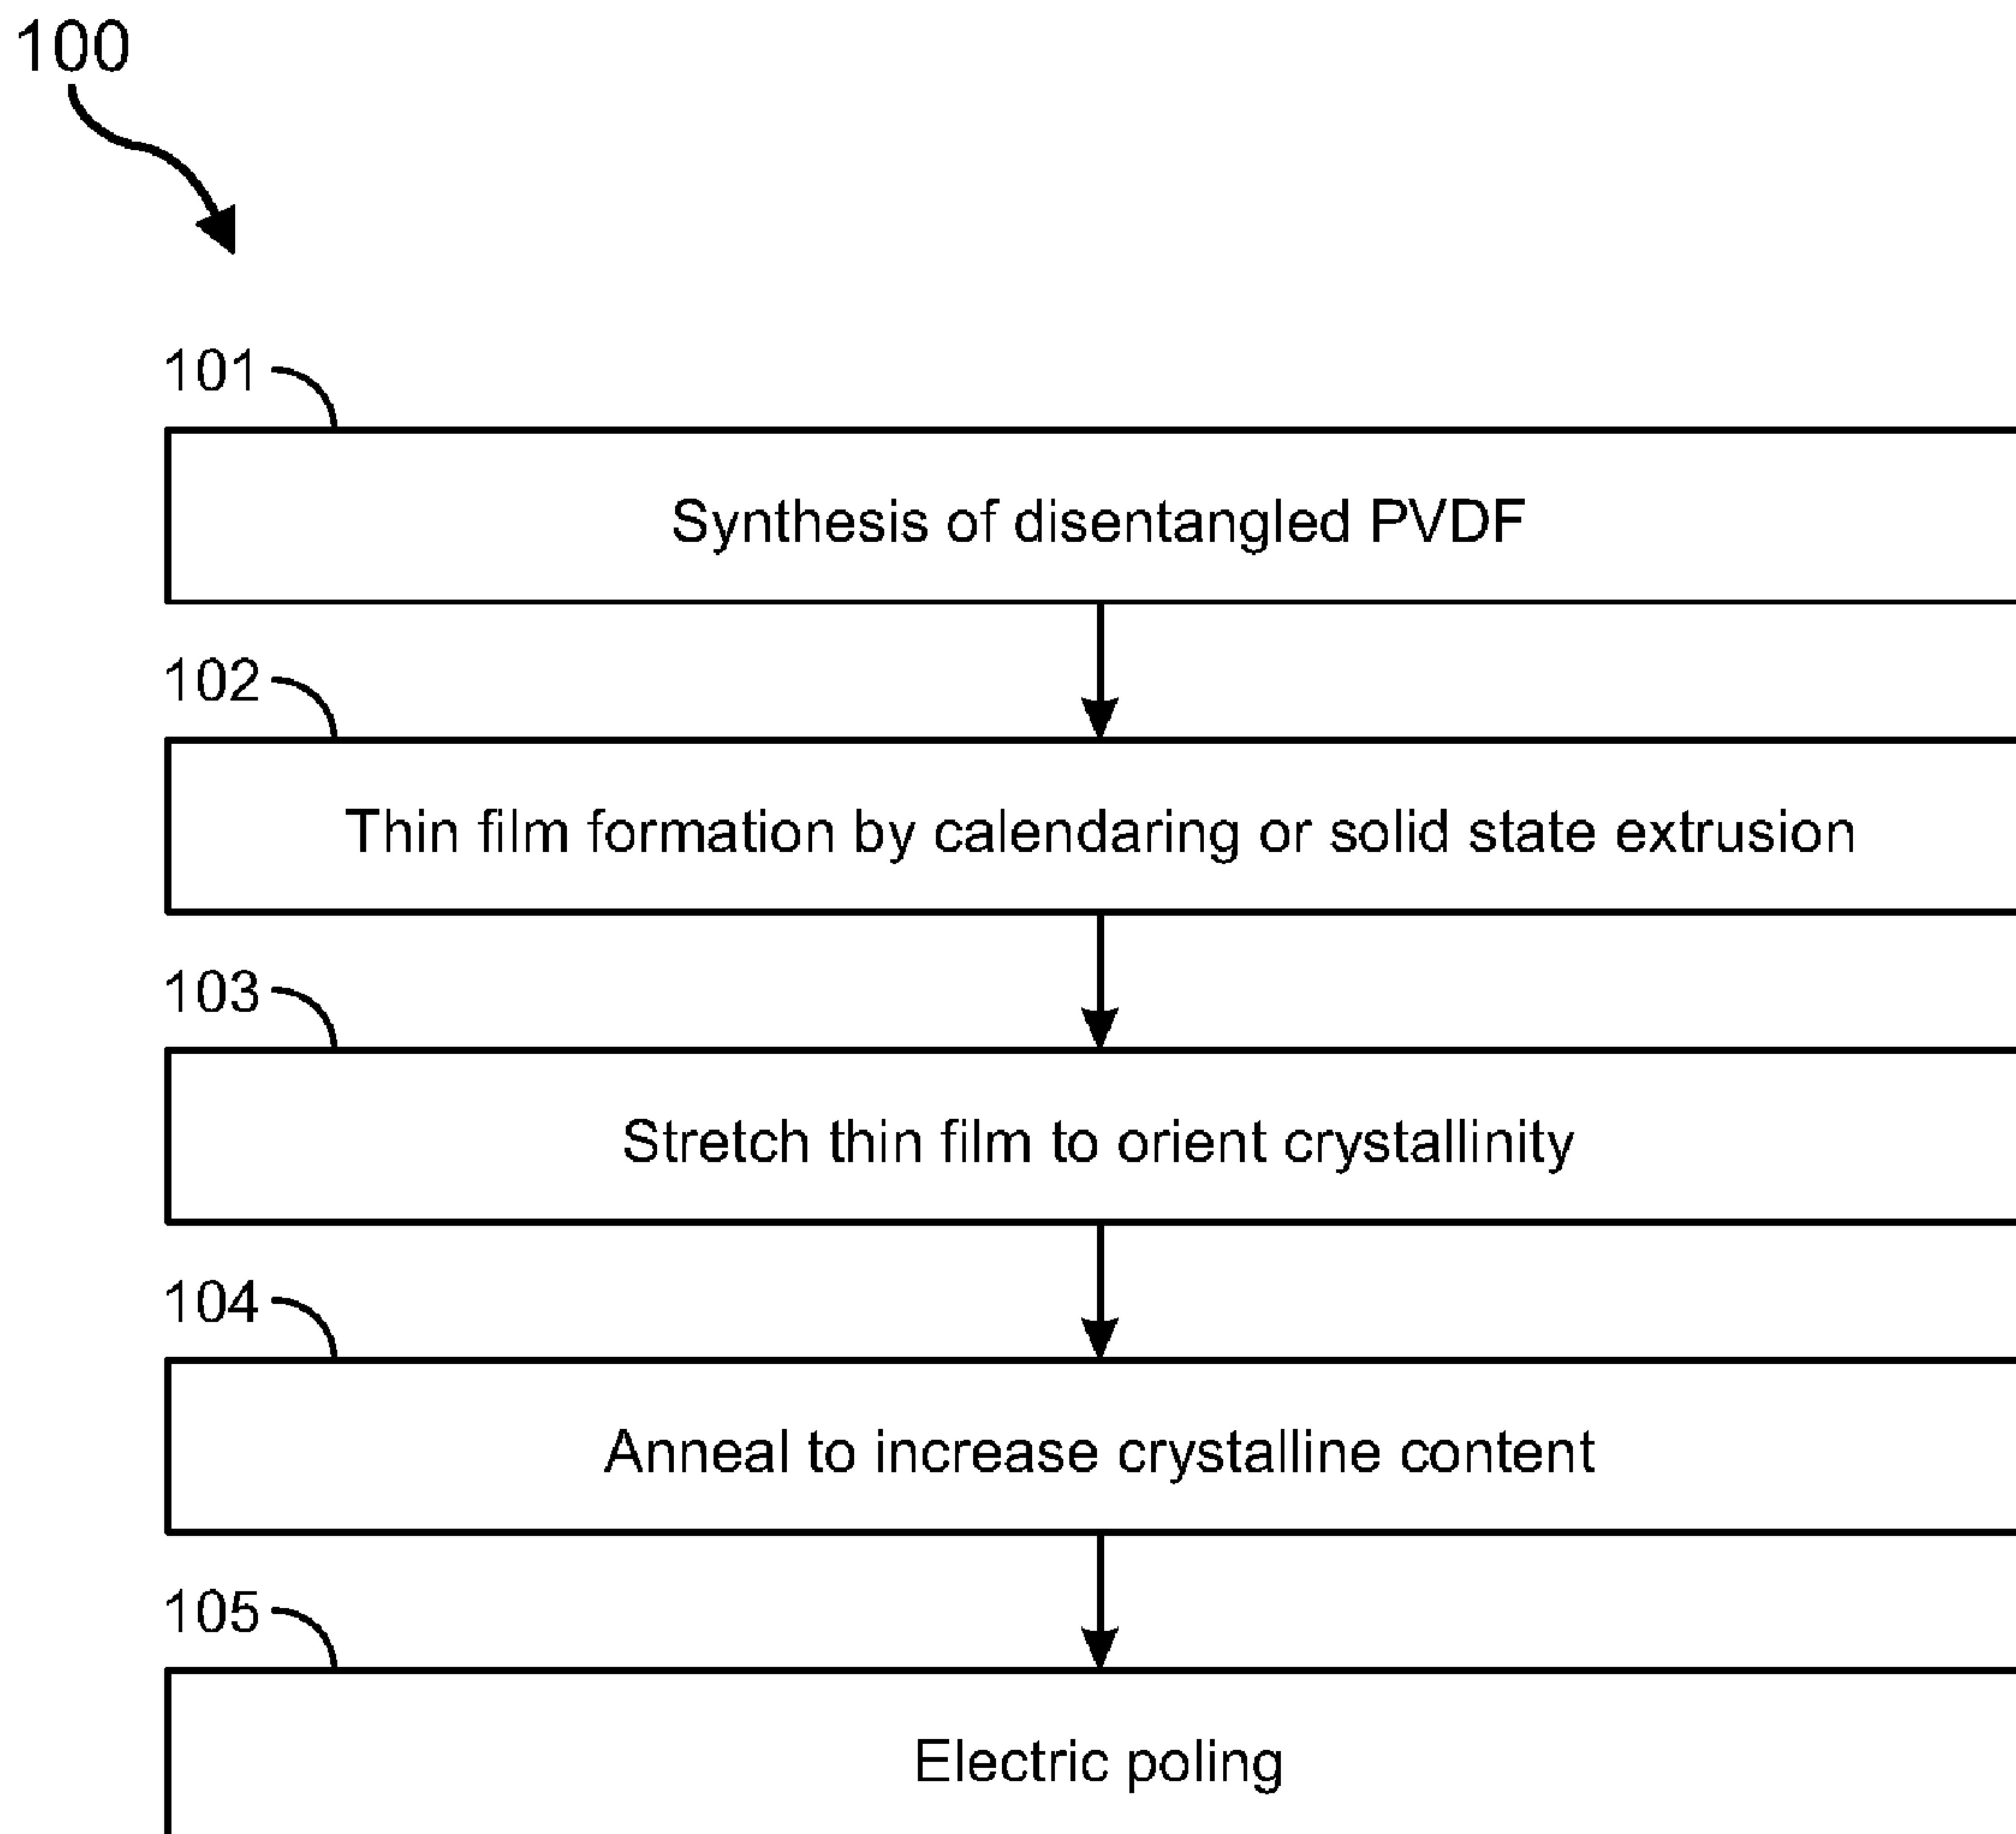 100
101
Synthesis of disentangled PVDF
102
Thin film formation by calendaring or solid state extrusion
103
Stretch thin film to orient crystallinity
104
Anneal to increase crystalline content
105
Electric poling